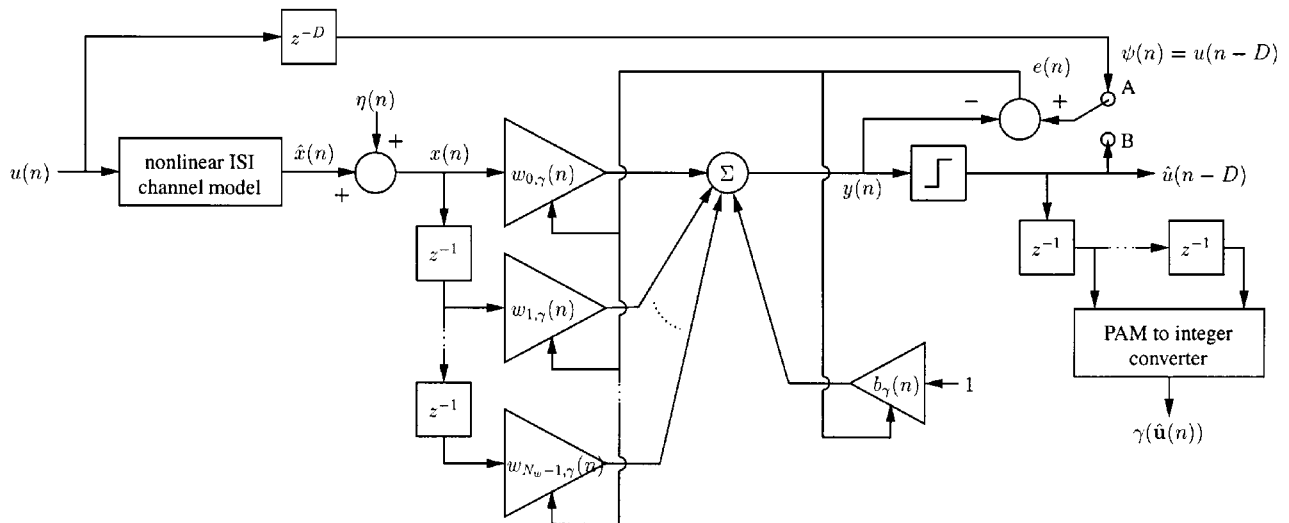 z^{-D}
ψ(n) = u(n − D)
e(n)
A
η(n)
−
+
+
B
u(n)
nonlinear ISI
channel model
x̂(n)
+
x(n)
w_{0,γ}(n)
Σ
y(n)
û(n − D)
z^{-1}
z^{-1}
z^{-1}
w_{1,γ}(n)
PAM to integer
converter
z^{-1}
b_γ(n)
1
w_{N_w−1,γ}(n)
γ(û(n))